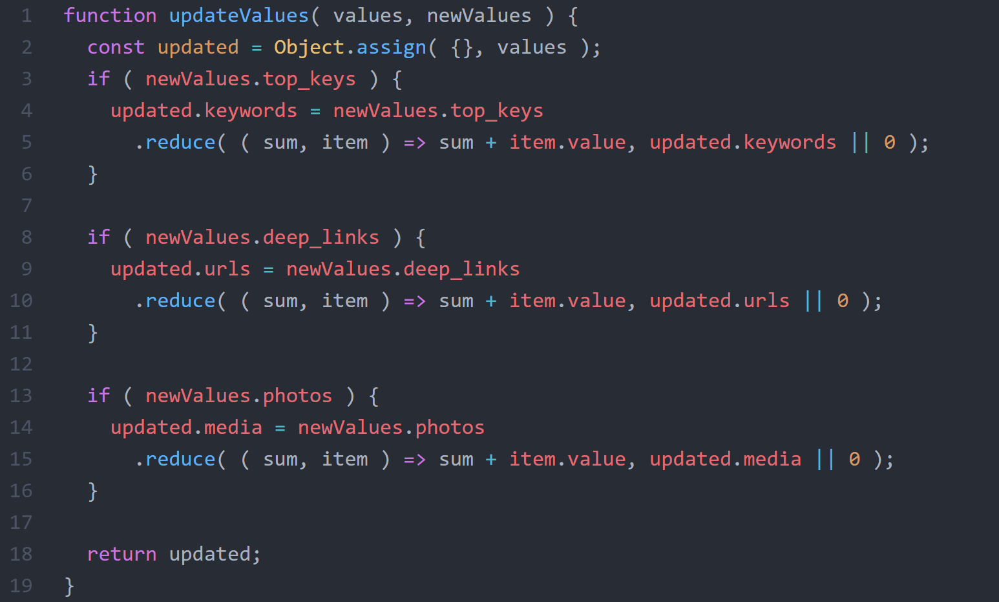 1 function updateValues( values, newValues ) {
2   const updated = Object.assign( {}, values );
3   if ( newValues.top_keys ) {
4     updated.keywords = newValues.top_keys
5       .reduce( ( sum, item ) => sum + item.value, updated.keywords || 0 );
6   }
7
8   if ( newValues.deep_links ) {
9     updated.urls = newValues.deep_links
10       .reduce( ( sum, item ) => sum + item.value, updated.urls || 0 );
11   }
12
13   if ( newValues.photos ) {
14     updated.media = newValues.photos
15       .reduce( ( sum, item ) => sum + item.value, updated.media || 0 );
16   }
17
18   return updated;
19 }